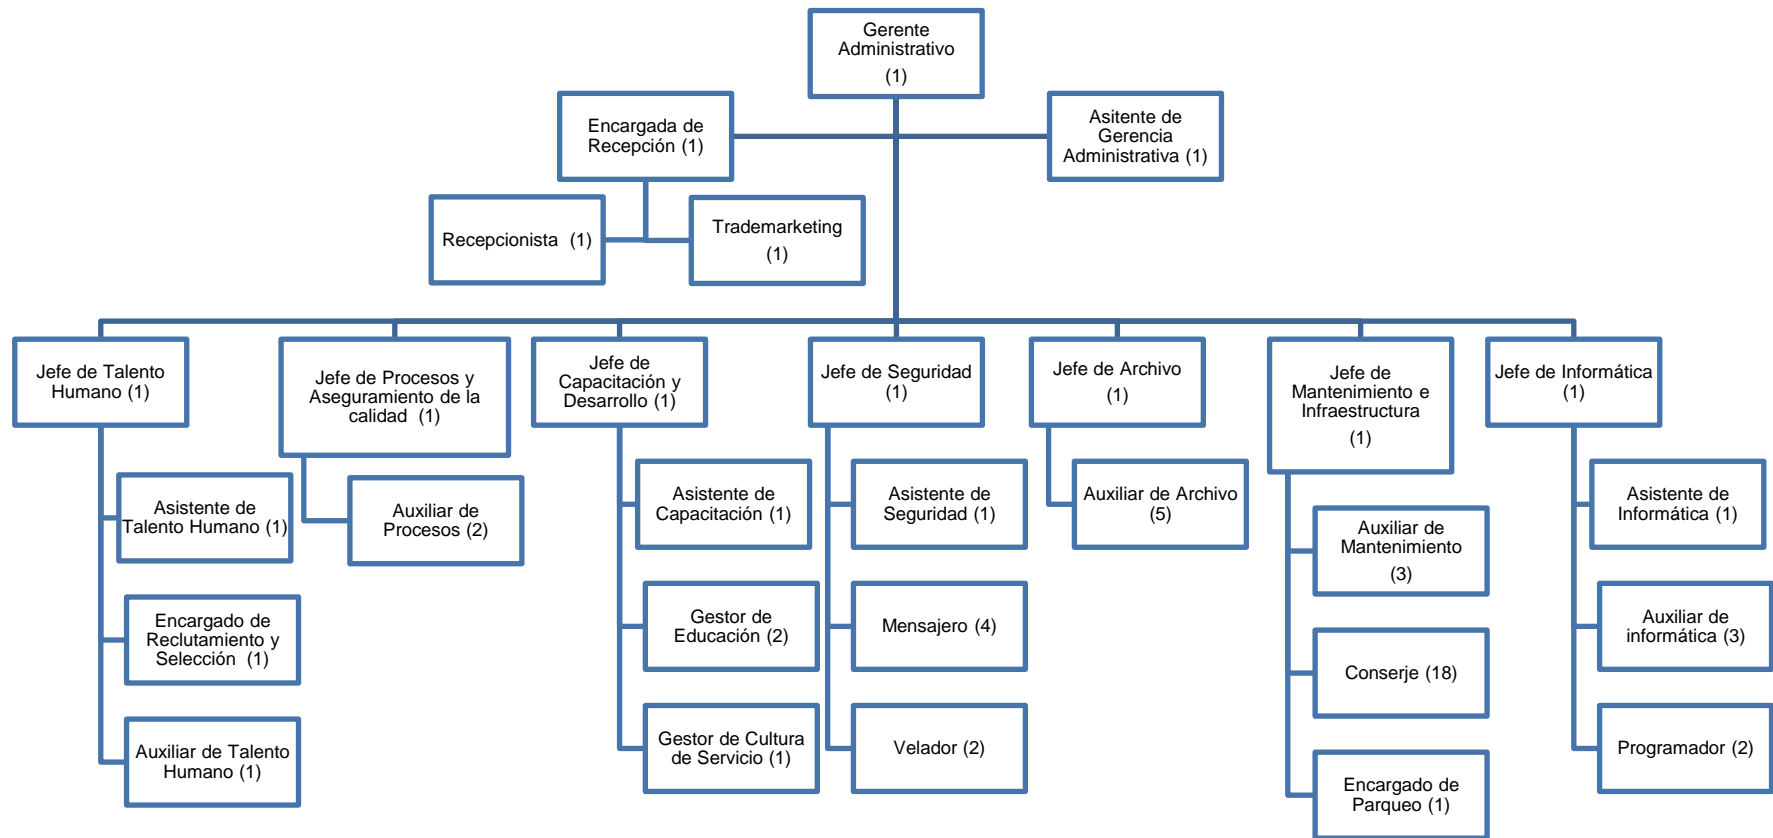 Gerente
Administrativo
(1)
Encargada de
Recepción (1)
Asitente de
Gerencia
Administrativa (1)
Recepcionista (1)
Trademarketing
(1)
Jefe de Talento
Humano (1)
Jefe de Procesos y
Aseguramiento de la
calidad (1)
Jefe de
Capacitación y
Desarrollo (1)
Jefe de Seguridad
(1)
Jefe de Archivo
(1)
Jefe de
Mantenimiento e
Infraestructura
(1)
Jefe de Informática
(1)
Asistente de
Talento Humano (1)
Encargado de
Reclutamiento y
Selección (1)
Auxiliar de Talento
Humano (1)
Auxiliar de
Procesos (2)
Asistente de
Capacitación (1)
Gestor de
Educación (2)
Gestor de Cultura
de Servicio (1)
Asistente de
Seguridad (1)
Mensajero (4)
Velador (2)
Auxiliar de Archivo
(5)
Auxiliar de
Mantenimiento
(3)
Conserje (18)
Encargado de
Parqueo (1)
Asistente de
Informática (1)
Auxiliar de
informática (3)
Programador (2)